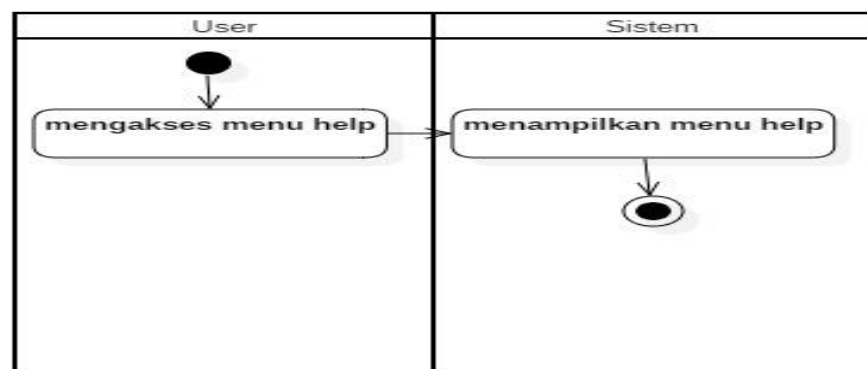 User
Sistem
mengakses menu help
menampilkan menu help